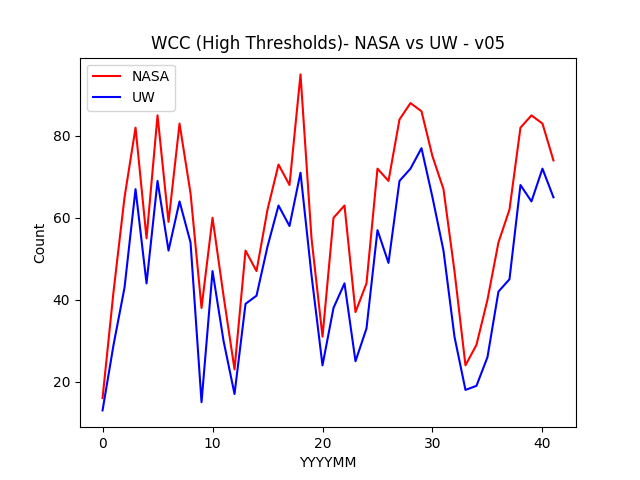 WCC (High Thresholds)- NASA vs UW - v05
NASA
UW
80
60
40
20
Count
0 10 20 30 40
YYYYMM